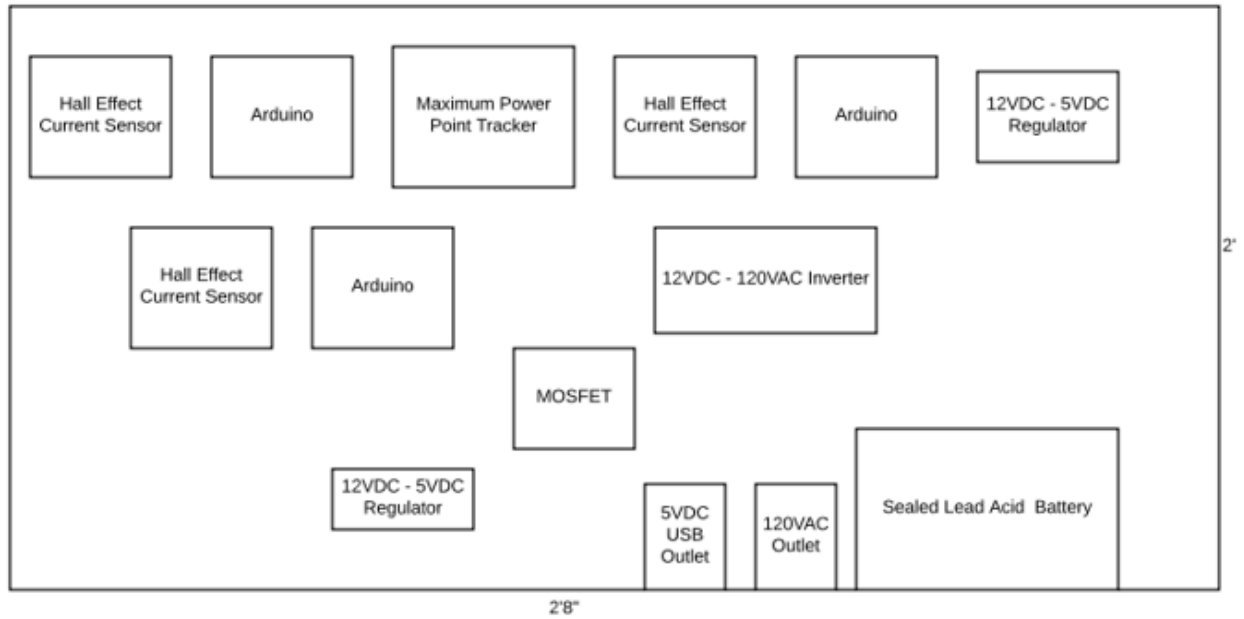 Hall Effect
Current Sensor
Arduino
Maximum Power
Point Tracker
Hall Effect
Current Sensor
Arduino
12VDC - 5VDC
Regulator
Hall Effect
Current Sensor
Arduino
12VDC - 120VAC Inverter
2'
MOSFET
12VDC - 5VDC
Regulator
5VDC
USB
Outlet
120VAC
Outlet
Sealed Lead Acid Battery
2'8"